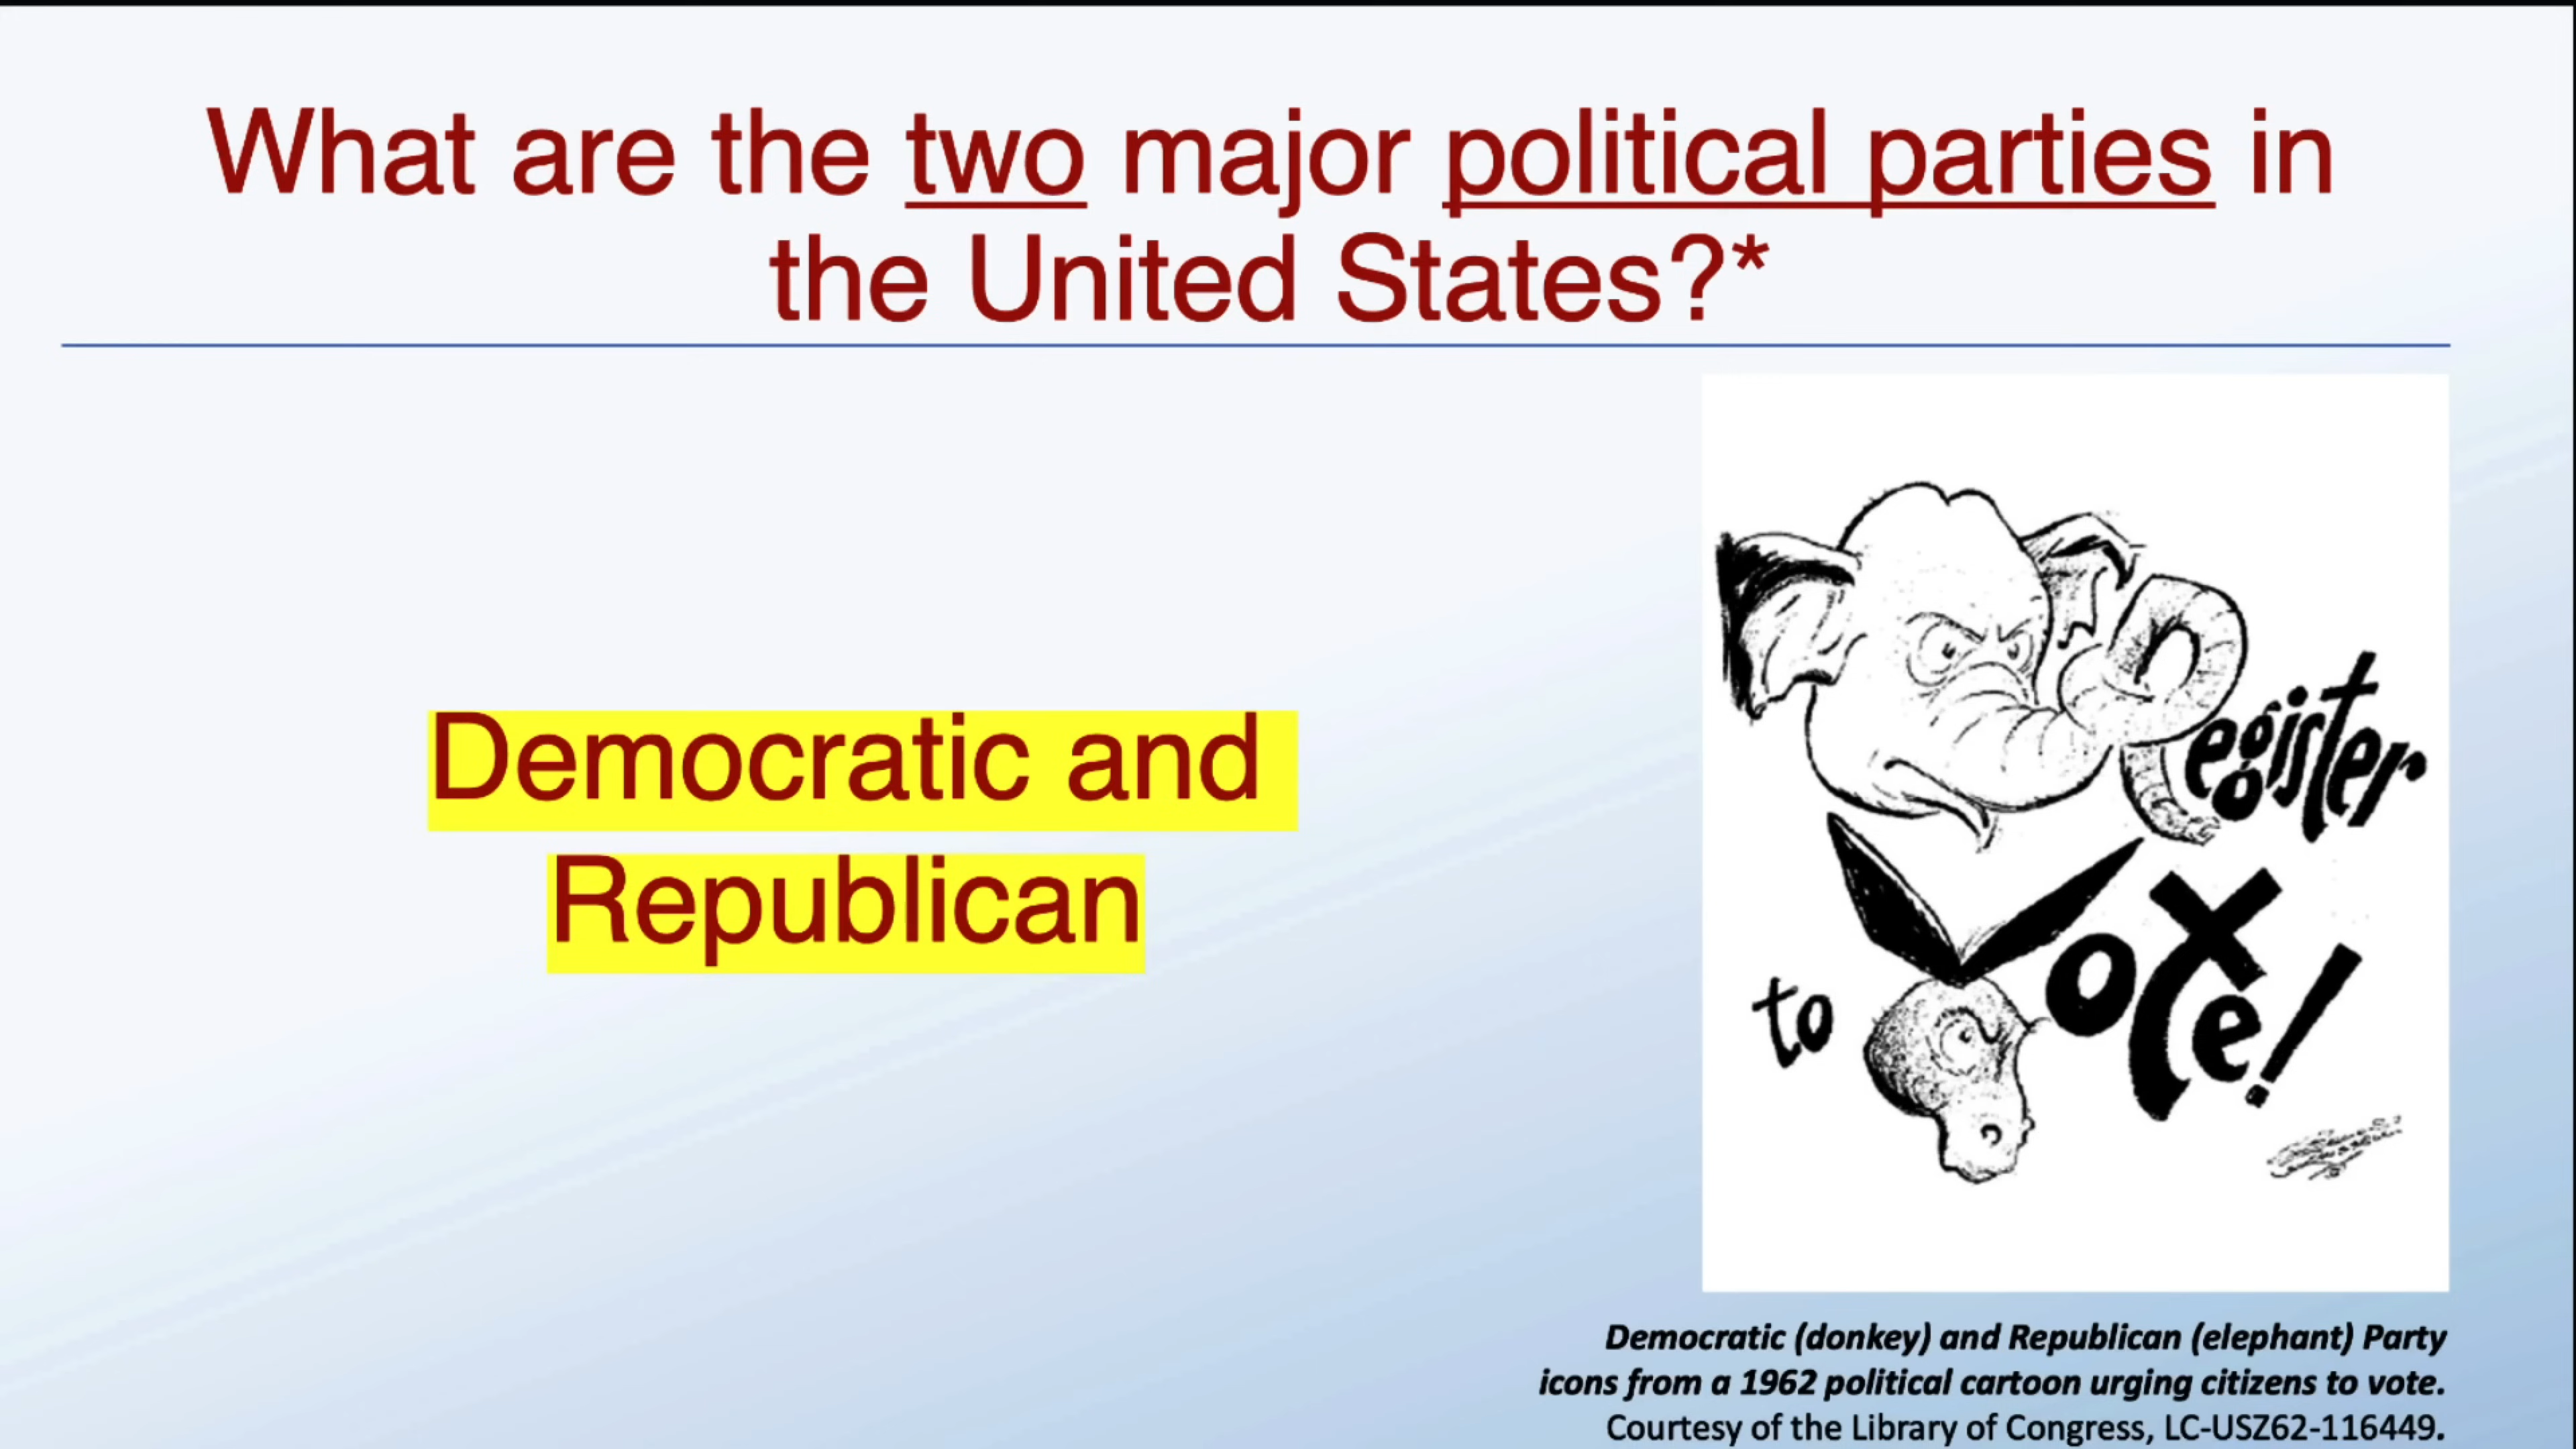 What are the two major political parties in
the United States?*
Democratic and
Republican
Register
to Vote!
Democratic (donkey) and Republican (elephant) Party
icons from a 1962 political cartoon urging citizens to vote.
Courtesy of the Library of Congress, LC-USZ62-116449.